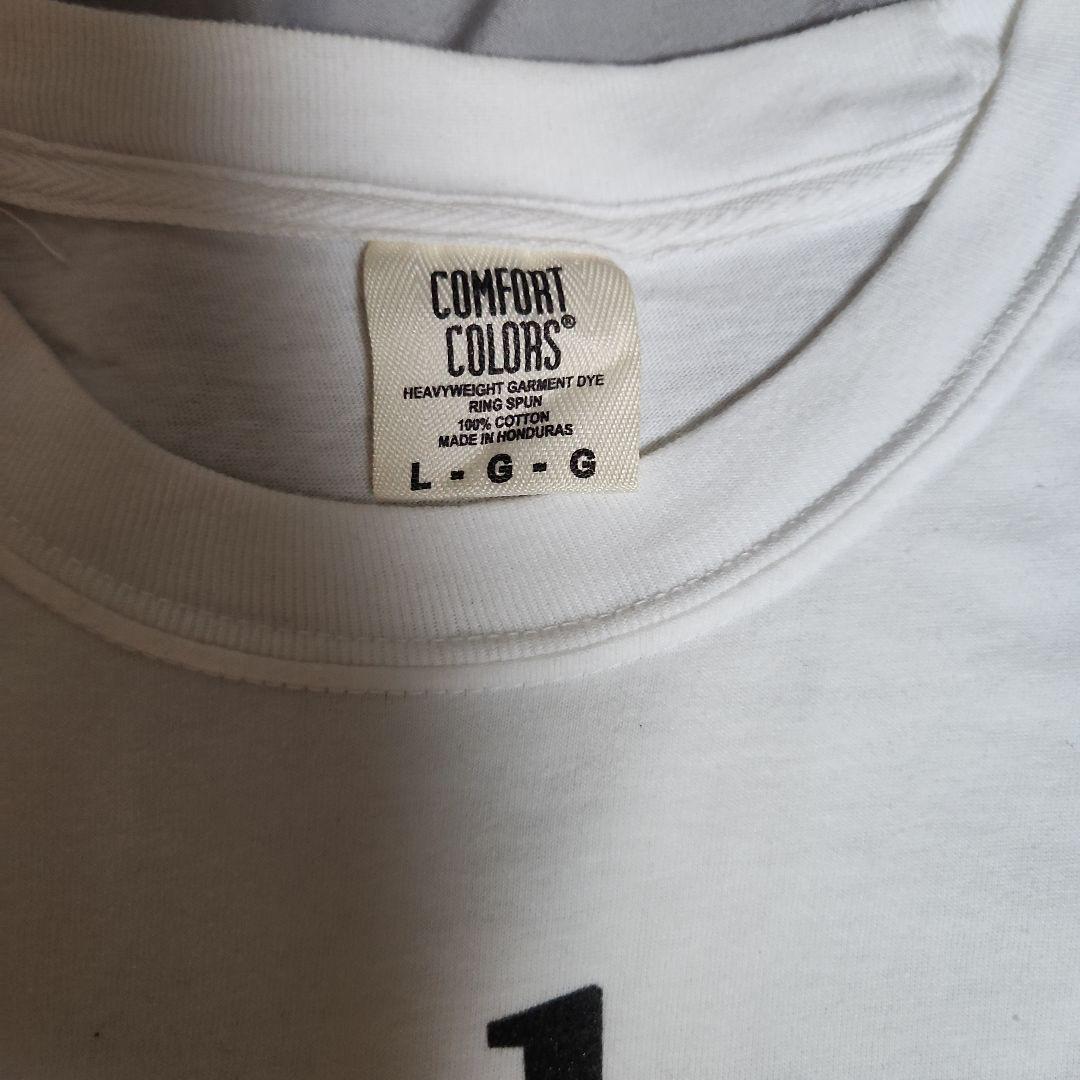 COMFORT
COLORS®
HEAVYWEIGHT GARMENT DYE
RING SPUN
100% COTTON
MADE IN HONDURAS
L - G - G